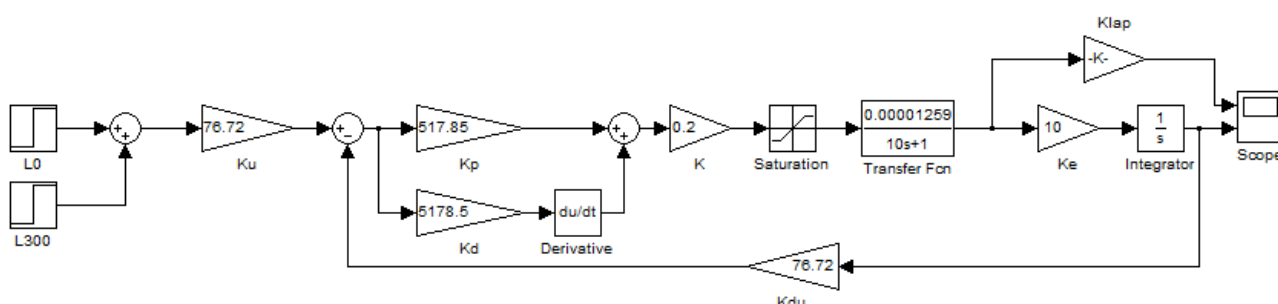 Klap
-K-
76.72
517.85
0.2
0.00001259
10s+1
10
1
s
L0
Ku
Kp
K
Saturation
Transfer Fcn
Ke
Integrator
Scope
5178.5
du/dt
L300
Kd
Derivative
76.72
Kdu